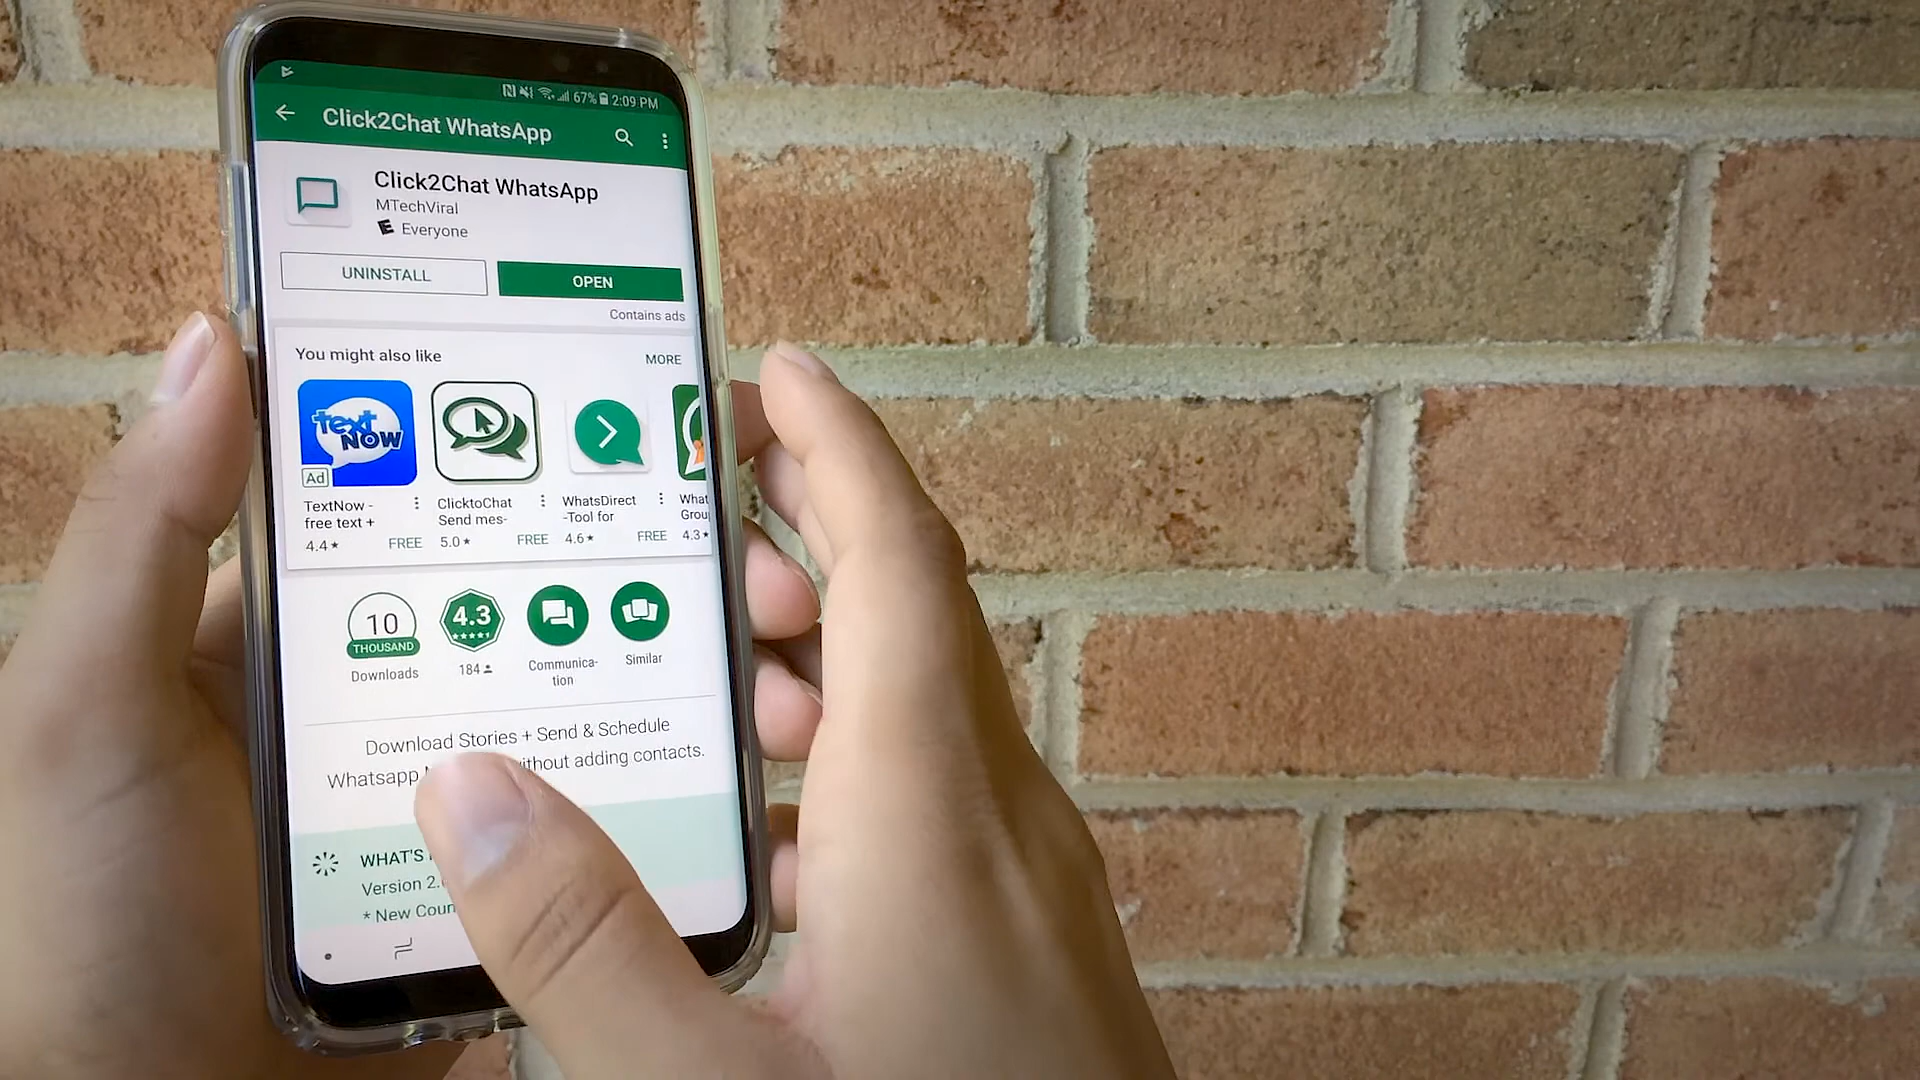 67% 2:09 PM
Click2Chat WhatsApp
Click2Chat WhatsApp
MTechViral
E Everyone
UNINSTALL
OPEN
Contains ads
You might also like
MORE
text NOW
Ad
TextNow -
free text +
4.4★ FREE
ClicktoChat
Send mes-
5.0★ FREE
WhatsDirect
-Tool for
4.6★ FREE
What
Grou
4.3★
10
THOUSAND
Downloads
4.3
184
Communica-
tion
Similar
Download Stories + Send & Schedule
Whatsapp without adding contacts.
WHAT'S
Version 2.
* New Coun